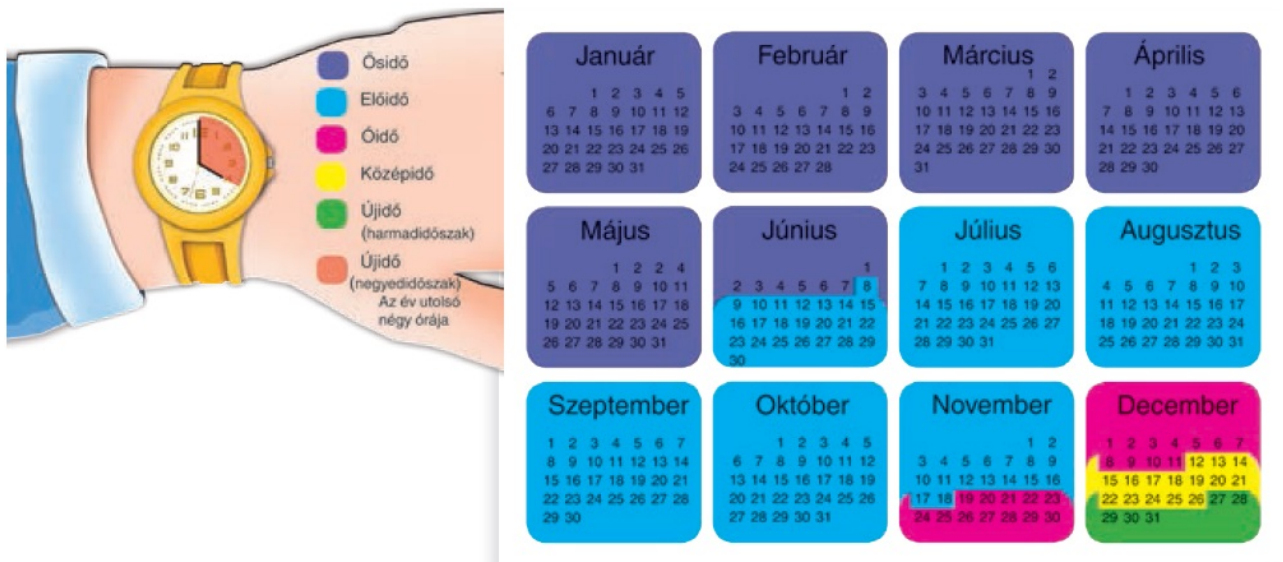 Ősidő
Előidő
Óidő
Középidő
Újidő
(harmadidőszak)
Újidő
(negyedidőszak)
Az év utolsó
négy órája
Január
1 2 3 4 5
6 7 8 9 10 11 12
13 14 15 16 17 18 19
20 21 22 23 24 25 26
27 28 29 30 31
Február
1 2
3 4 5 6 7 8 9
10 11 12 13 14 15 16
17 18 19 20 21 22 23
24 25 26 27 28
Március
1 2
3 4 5 6 7 8 9
10 11 12 13 14 15 16
17 18 19 20 21 22 23
24 25 26 27 28 29 30
31
Április
1 2 3 4 5 6
7 8 9 10 11 12 13
14 15 16 17 18 19 20
21 22 23 24 25 26 27
28 29 30
Május
1 2 2 4
5 6 7 8 9 10 11
12 13 14 15 16 17 18
19 20 21 22 23 24 25
26 27 28 29 30 31
Június
1
2 3 4 5 6 7 8
9 10 11 12 13 14 15
16 17 18 19 20 21 22
23 24 25 26 27 28 29
30
Július
1 2 3 4 5 6
7 8 9 10 11 12 13
14 15 16 17 18 19 20
21 22 23 24 25 26 27
28 29 30 31
Augusztus
1 2 3
4 5 6 7 8 9 10
11 12 13 14 15 16 17
18 19 20 21 22 23 24
25 26 27 28 29 30 31
Szeptember
1 2 3 4 5 6 7
8 9 10 11 12 13 14
15 16 17 18 19 20 21
22 23 24 25 26 27 28
29 30
Október
1 2 3 4 5
6 7 8 9 10 11 12
13 14 15 16 17 18 19
20 21 22 23 24 25 26
27 28 29 30 31
November
1 2
3 4 5 6 7 8 9
10 11 12 13 14 15 16
17 18 19 20 21 22 23
24 25 26 27 28 29 30
December
1 2 3 4 5 6 7
8 9 10 11 12 13 14
15 16 17 18 19 20 21
22 23 24 25 26 27 28
29 30 31